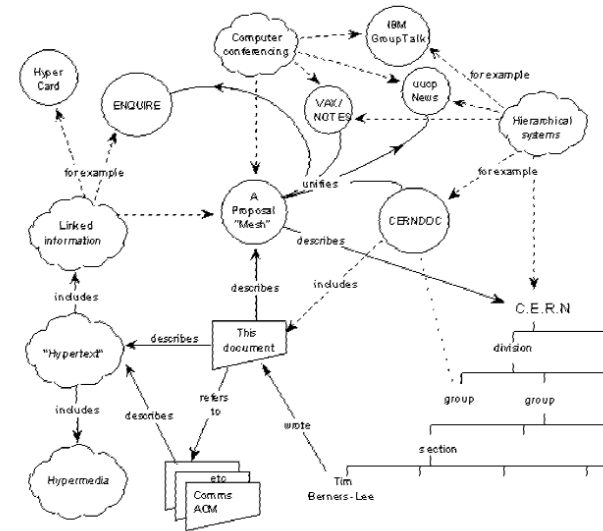 IBM
GroupTalk
Computer
conferencing
Hyper
Card
ENQUIRE
VAX/
NOTES
uucp
News
for example
Hierarchical
systems
for example
unifies
for example
A
Proposal
"Mesh"
CERNDOC
Linked
information
describes
includes
describes
includes
C.E.R.N
This
document
describes
"Hypertext"
division
refers
to
includes
describes
wrote
group
group
section
Hypermedia
etc
Comms
ACM
Tim
Berners-Lee